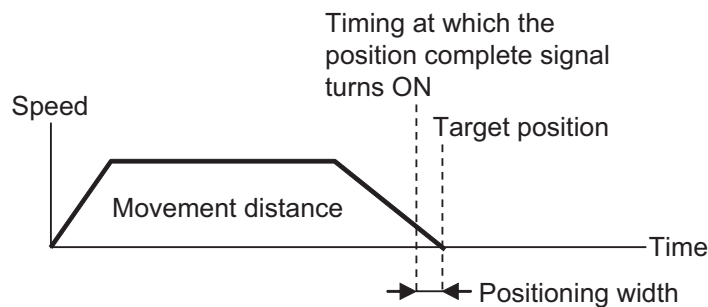 Timing at which the
position complete signal
turns ON
Speed
Target position
Movement distance
Time
Positioning width